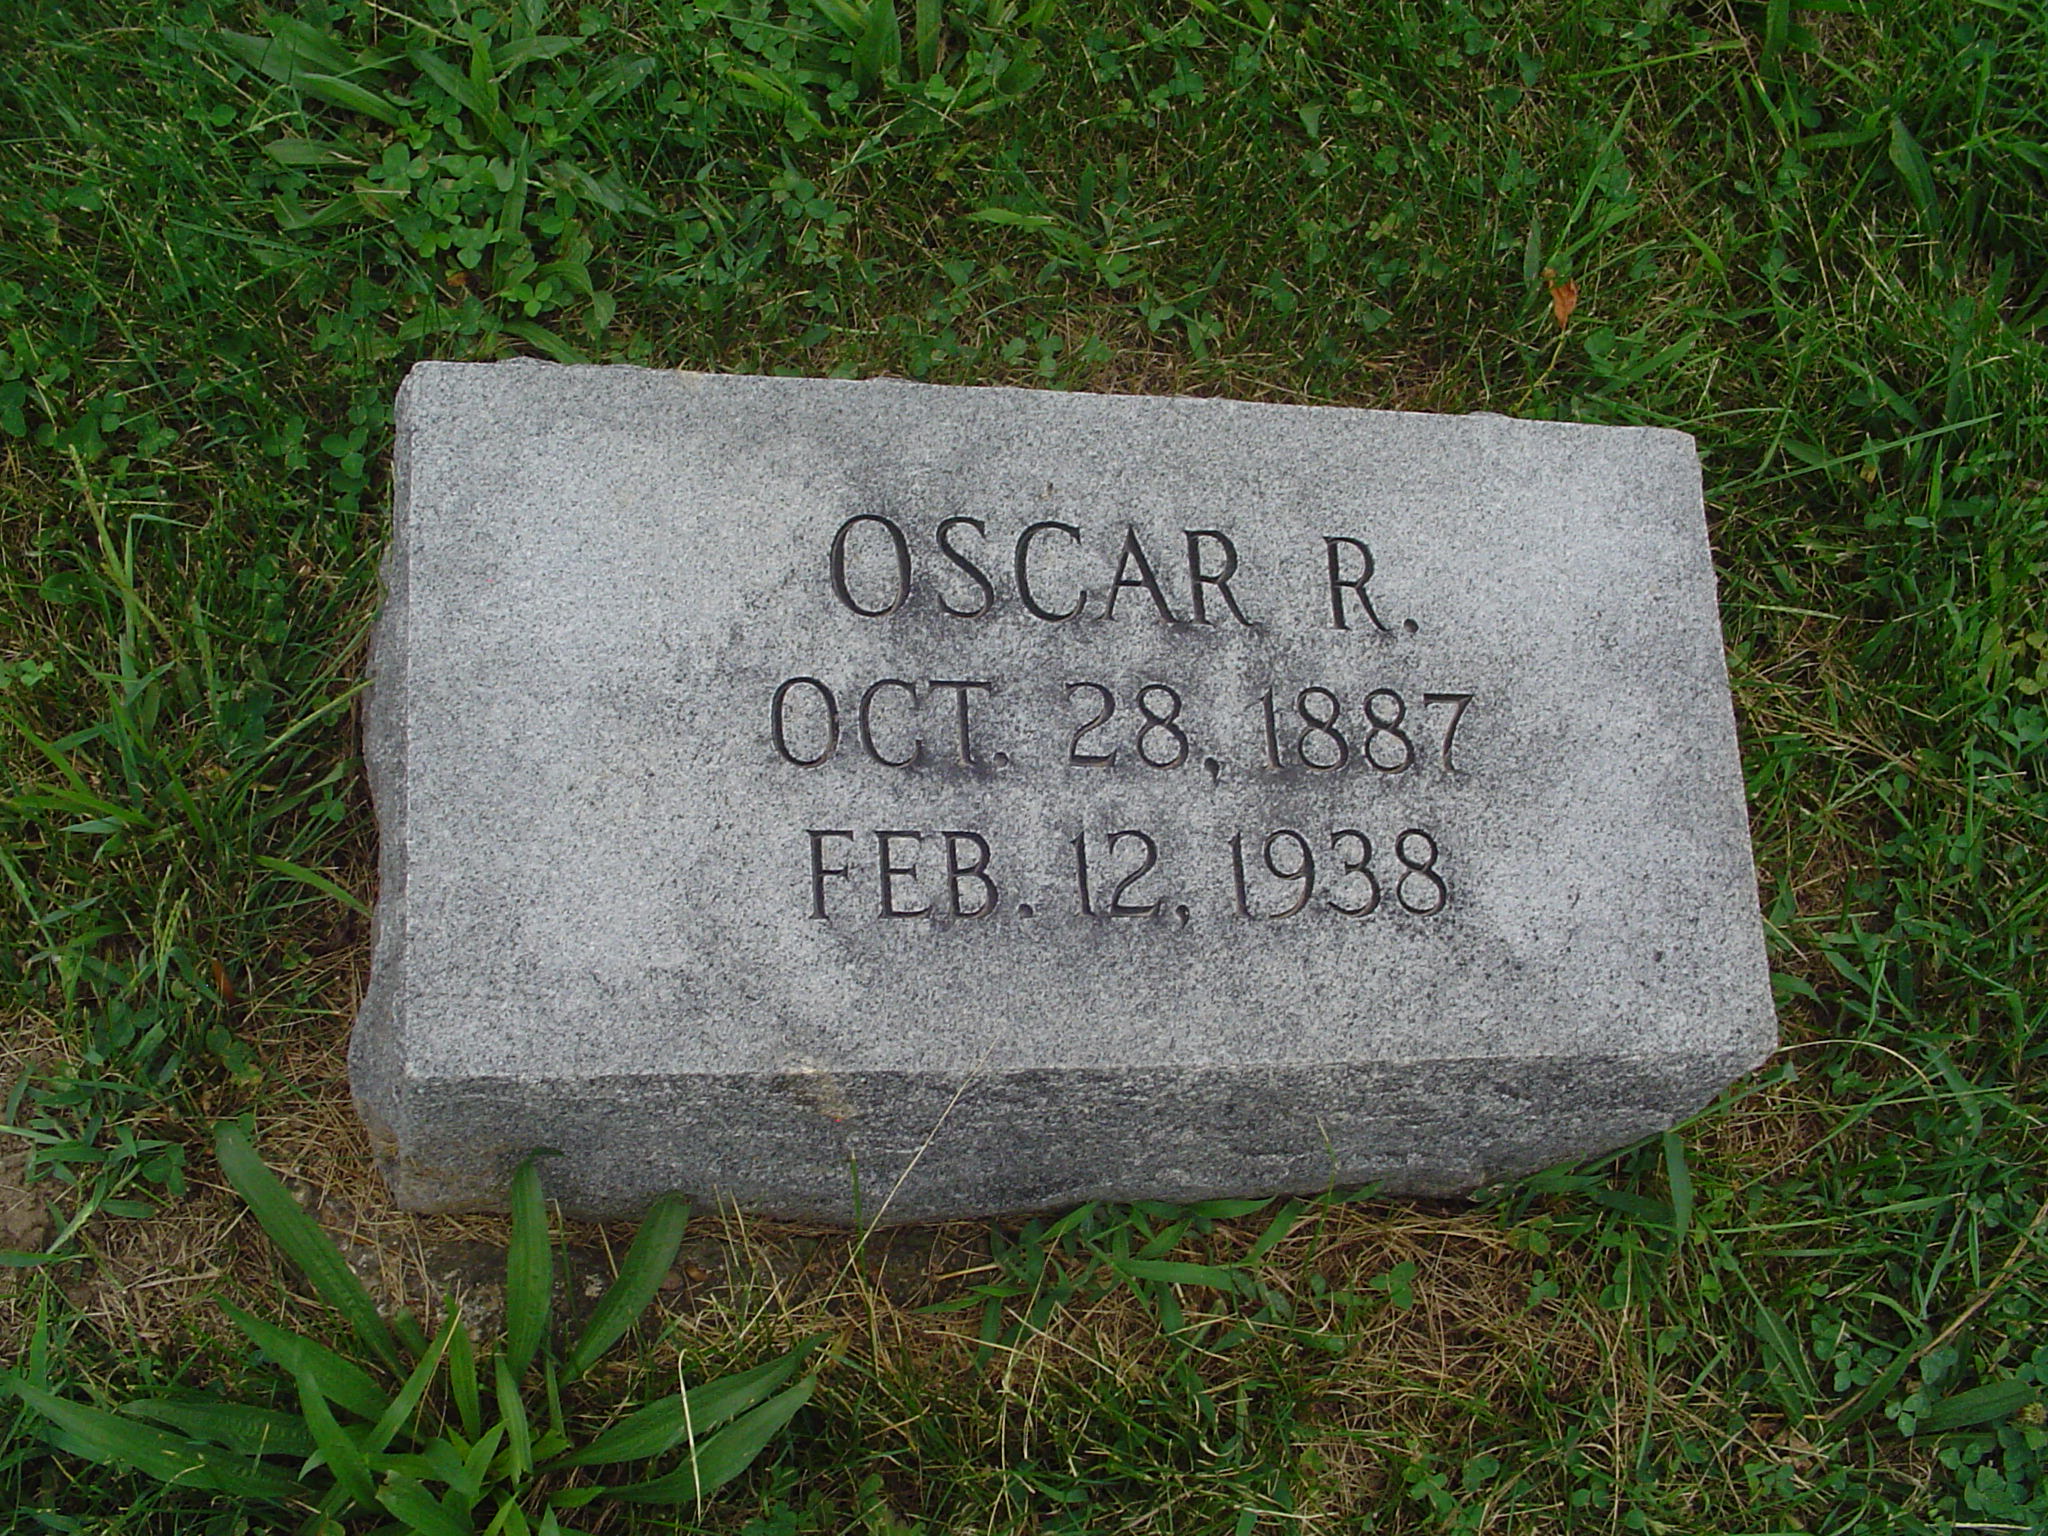 OSCAR R.
OCT. 28, 1887
FEB. 12, 1938